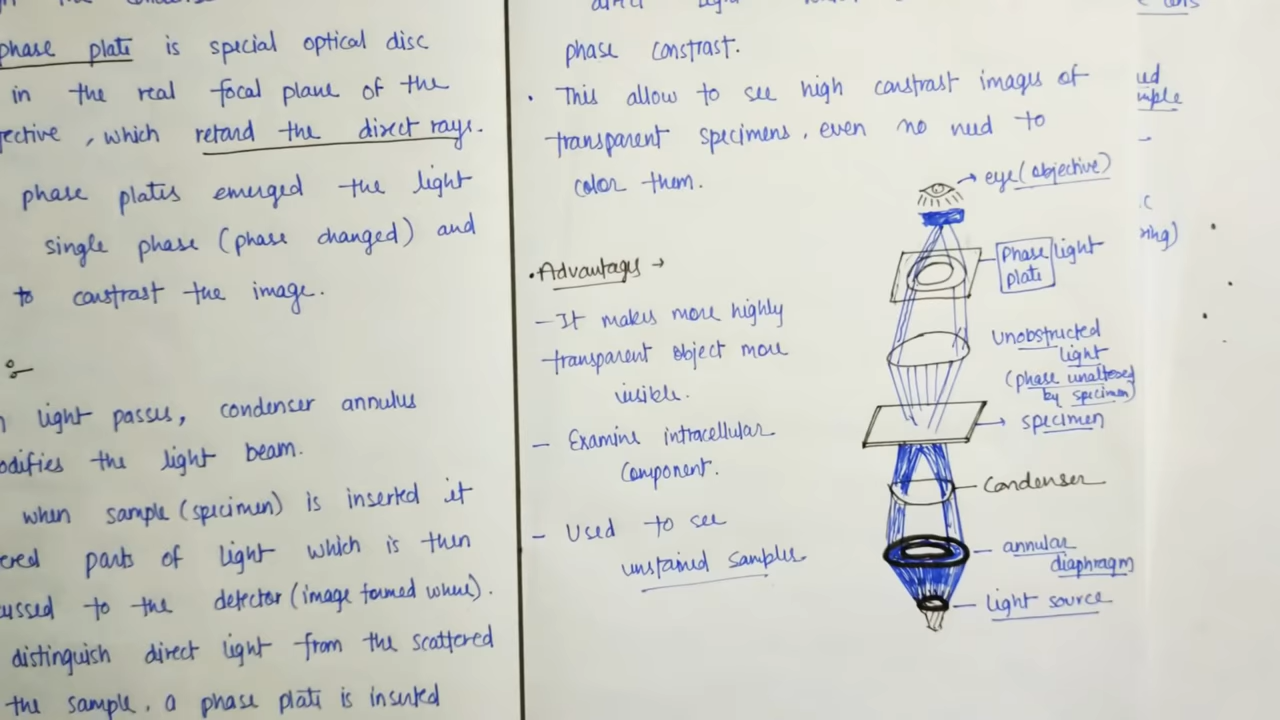 phase plate is special optical disc
in the real focal plane of the
, which retard the direct rays.
phase plates emerged the light
single phase (phase changed) and
to constrast the image.
light passes, condenser annulus
the light beam.
when sample (specimen) is inserted it
parts of light which is then
to the detector (image formed where).
distinguish direct light from the scattered
the sample, a phase plate is inserted
phase constrast.
• This allow to see high constrast images of
transparent specimens, even no need to
color them.
• Advantages →
- It makes more highly
transparent object more
visible.
- Examine intracellular
component.
- Used to see
unstained samples
→ eye (objective)
Phase light
plate
Unobstructed
light
(phase unaltered
by specimen)
→ specimen
Condenser
annular
diaphragm
light source